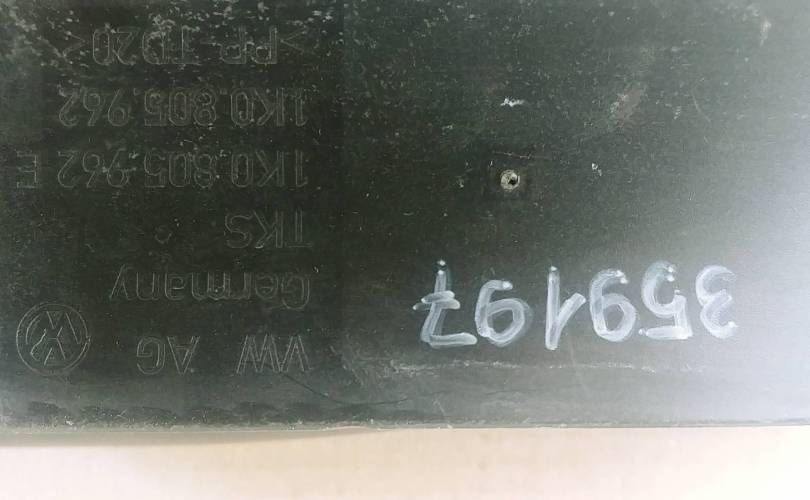 359197
VW AG
Germany
TKS
1K0.805.962 E
1K0.805.962
>PP-TD20<